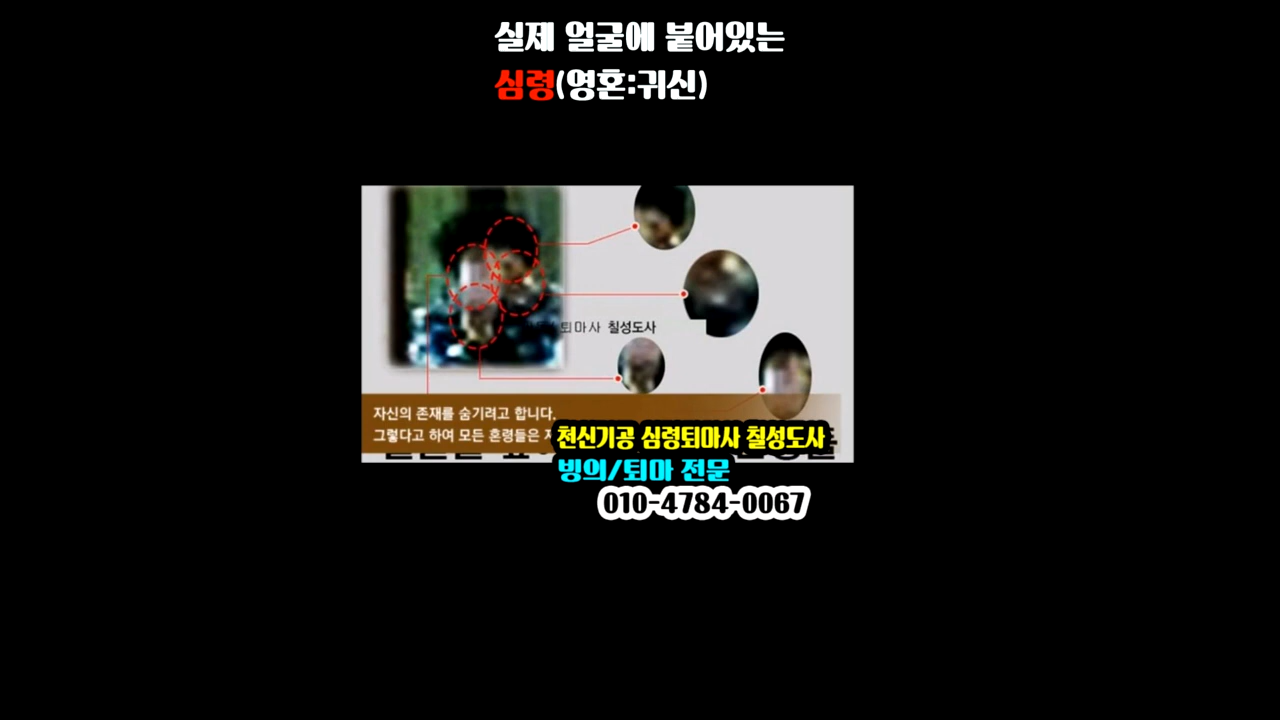 실제 얼굴에 붙어있는
심령(영혼:귀신)
퇴마사 칠성도사
자신의 존재를 숨기려고 합니다.
그렇다고 하여 모든 혼령들은
천신기공 심령퇴마사 칠성도사
빙의/퇴마 전문
010-4784-0067